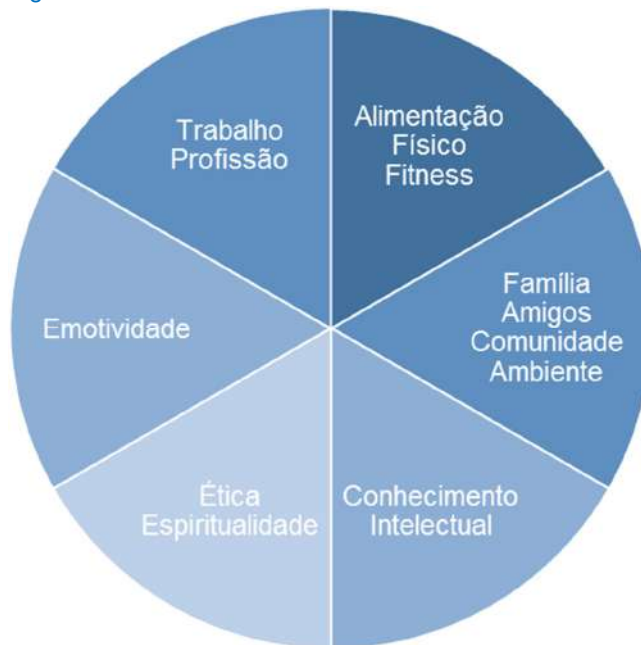 Trabalho
Profissão
Alimentação
Físico
Fitness
Família
Amigos
Comunidade
Ambiente
Emotividade
Ética
Espiritualidade
Conhecimento
Intelectual